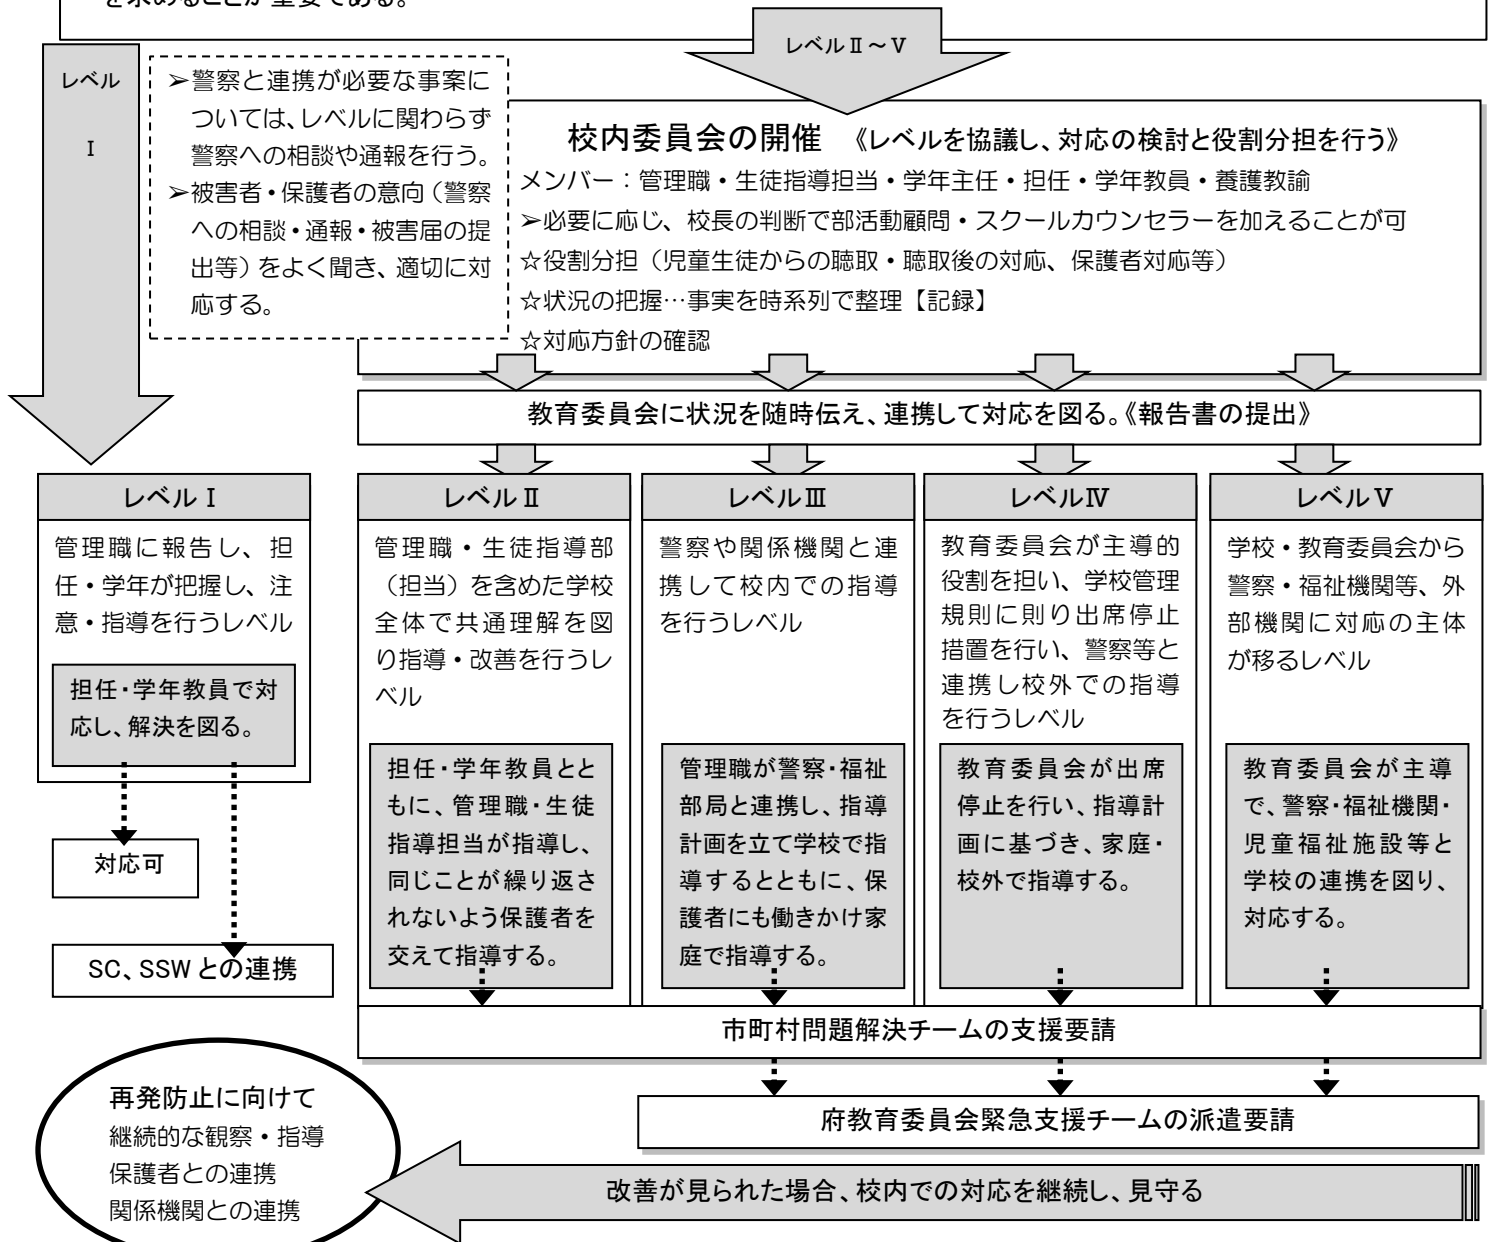 を求めることが重要である。
レベルⅡ～Ⅴ
レベル
Ⅰ
➢警察と連携が必要な事案に
ついては、レベルに関わらず
警察への相談や通報を行う。
➢被害者・保護者の意向（警察
への相談・通報・被害届の提
出等）をよく聞き、適切に対
応する。
校内委員会の開催 《レベルを協議し、対応の検討と役割分担を行う》
メンバー：管理職・生徒指導担当・学年主任・担任・学年教員・養護教諭
➢必要に応じ、校長の判断で部活動顧問・スクールカウンセラーを加えることが可
☆役割分担（児童生徒からの聴取・聴取後の対応、保護者対応等）
☆状況の把握…事実を時系列で整理【記録】
☆対応方針の確認
教育委員会に状況を随時伝え、連携して対応を図る。《報告書の提出》
レベルⅠ
管理職に報告し、担
任・学年が把握し、注
意・指導を行うレベル
担任・学年教員で対
応し、解決を図る。
対応可
SC、SSWとの連携
レベルⅡ
管理職・生徒指導部
（担当）を含めた学校
全体で共通理解を図
り指導・改善を行うレ
ベル
担任・学年教員とと
もに、管理職・生徒
指導担当が指導し、
同じことが繰り返さ
れないよう保護者を
交えて指導する。
レベルⅢ
警察や関係機関と連
携して校内での指導
を行うレベル
管理職が警察・福祉
部局と連携し、指導
計画を立て学校で指
導するとともに、保
護者にも働きかけ家
庭で指導する。
レベルⅣ
教育委員会が主導的
役割を担い、学校管理
規則に則り出席停止
措置を行い、警察等と
連携し校外での指導
を行うレベル
教育委員会が出席
停止を行い、指導計
画に基づき、家庭・
校外で指導する。
レベルⅤ
学校・教育委員会から
警察・福祉機関等、外
部機関に対応の主体
が移るレベル
教育委員会が主導
で、警察・福祉機関・
児童福祉施設等と
学校の連携を図り、
対応する。
市町村問題解決チームの支援要請
府教育委員会緊急支援チームの派遣要請
再発防止に向けて
継続的な観察・指導
保護者との連携
関係機関との連携
改善が見られた場合、校内での対応を継続し、見守る